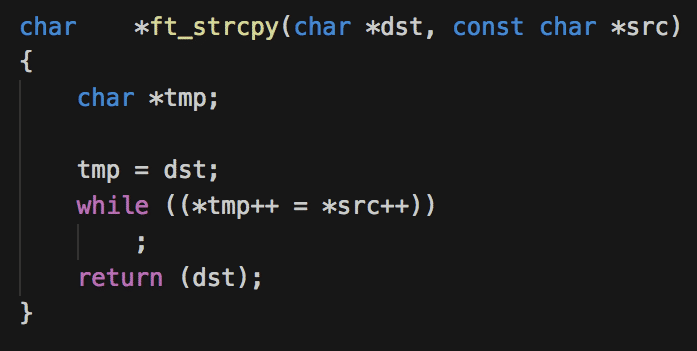 char    *ft_strcpy(char *dst, const char *src)
{
    char *tmp;

    tmp = dst;
    while ((*tmp++ = *src++))
        ;
    return (dst);
}